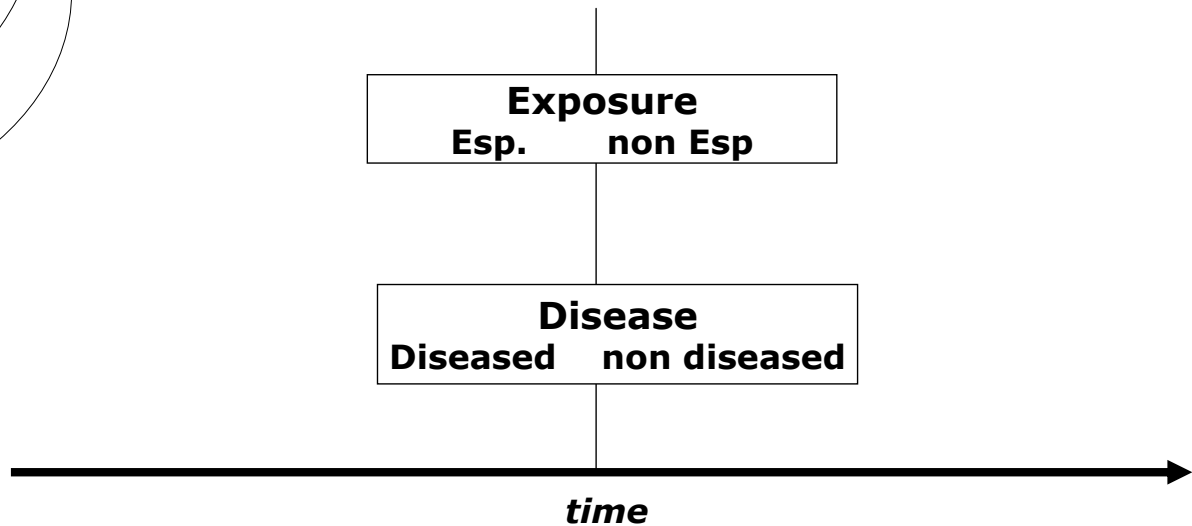 Exposure
Esp. non Esp
Disease
Diseased non diseased
time